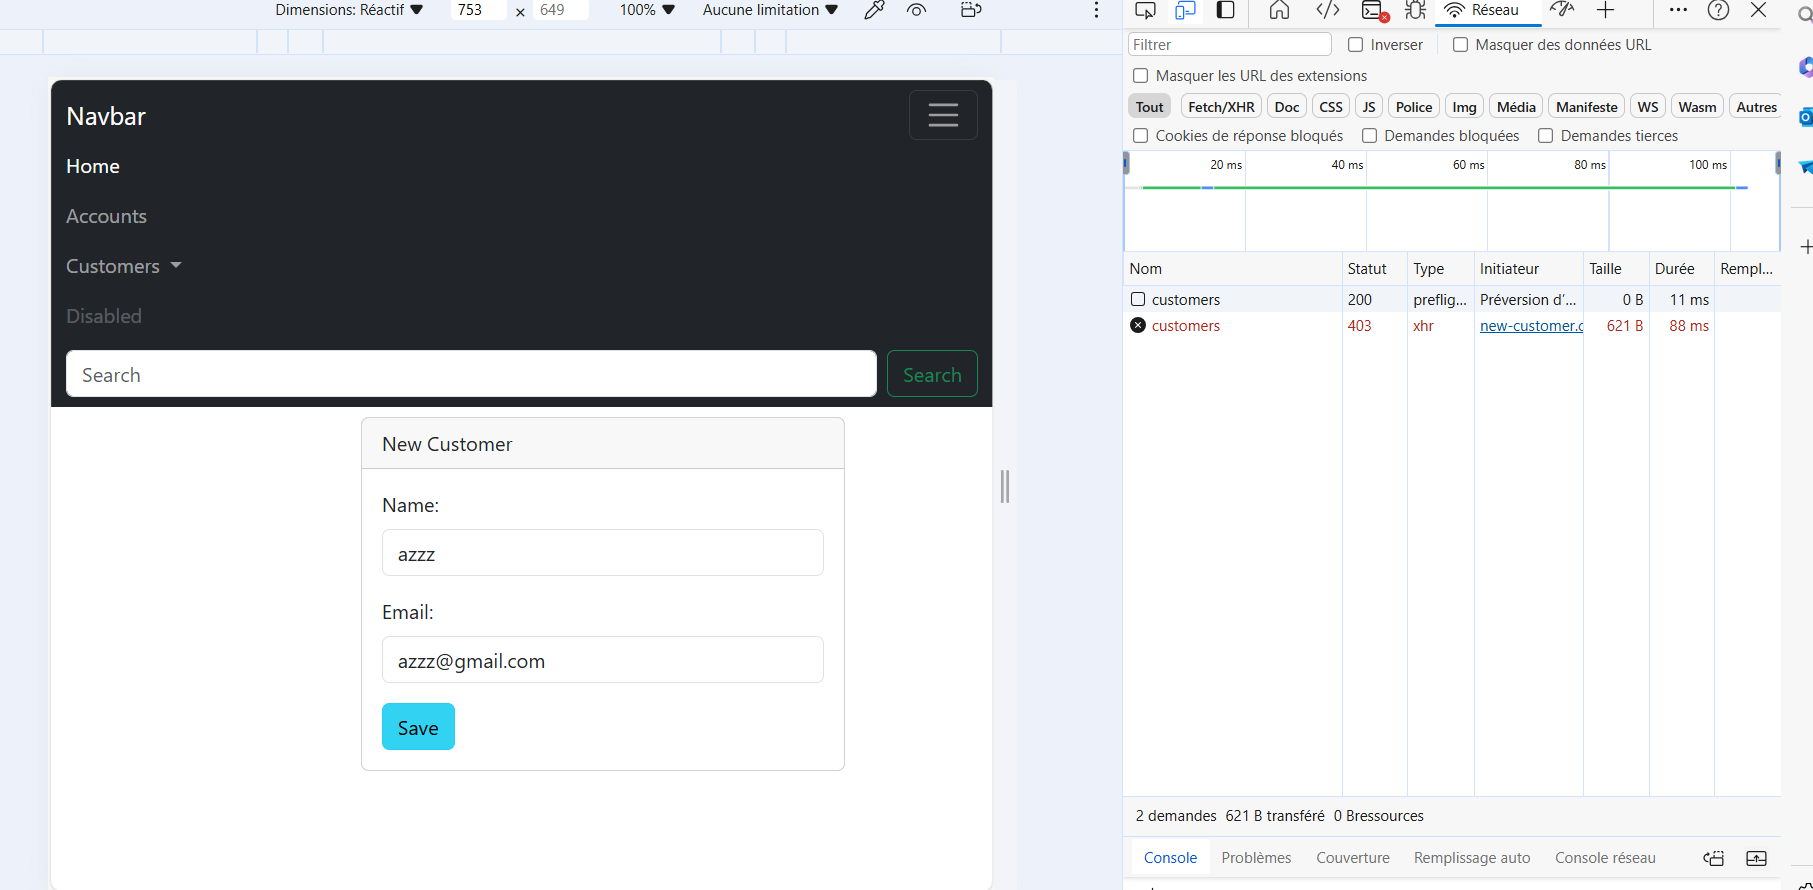 Dimensions: Réactif 753 × 649 100% Aucune limitation
Navbar
Home
Accounts
Customers
Disabled
Search Search
New Customer
Name:
azzz
Email:
azzz@gmail.com
Save
Réseau
Filtrer Inverser Masquer des données URL
Masquer les URL des extensions
Tout Fetch/XHR Doc CSS JS Police Img Média Manifeste WS Wasm Autres
Cookies de réponse bloqués Demandes bloquées Demandes tierces
20 ms 40 ms 60 ms 80 ms 100 ms
Nom Statut Type Initiateur Taille Durée Rempl...
customers 200 preflig... Préversion d’... 0 B 11 ms
customers 403 xhr new-customer.c 621 B 88 ms
2 demandes 621 B transféré 0 Bressources
Console Problèmes Couverture Remplissage auto Console réseau